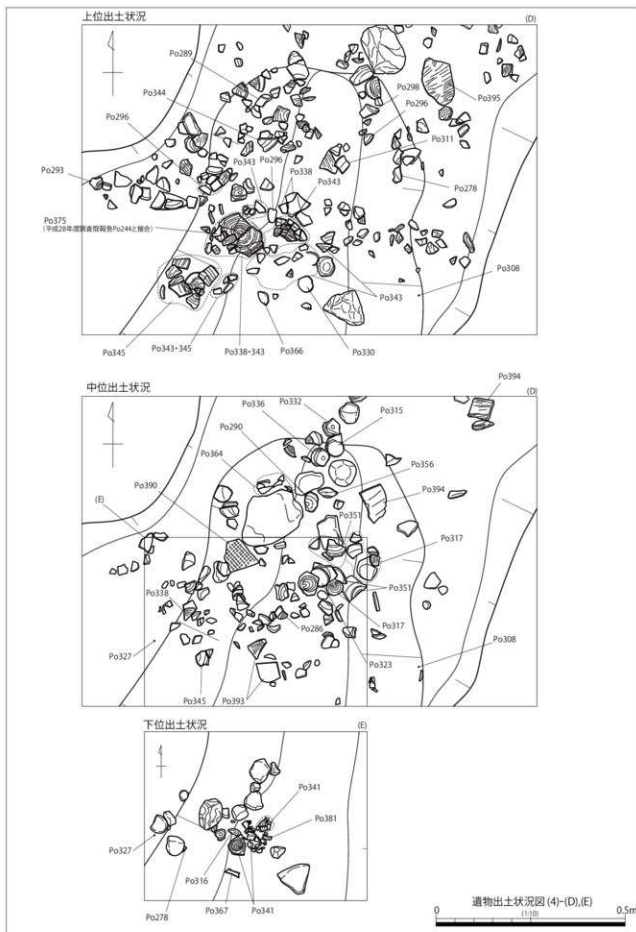 上位出土状況
(D)
Po289
Po344
Po298
Po296
Po395
Po296
Po311
Po343
Po296
Po338
Po343
Po278
Po293
Po375
(平成28年度調査既報告Po244と接合)
Po308
Po343
Po345
Po343・345
Po338・343
Po366
Po330
中位出土状況
(D)
Po394
Po332
Po336
Po315
Po290
Po364
Po356
Po390
Po394
(E)
Po351
Po317
Po338
Po351
Po327
Po286
Po317
Po308
Po323
Po345
Po393
下位出土状況
(E)
Po341
Po381
Po327
Po316
Po278
Po367
Po341
遺物出土状況図 (4)-(D),(E)
0
(1:10)
0.5m